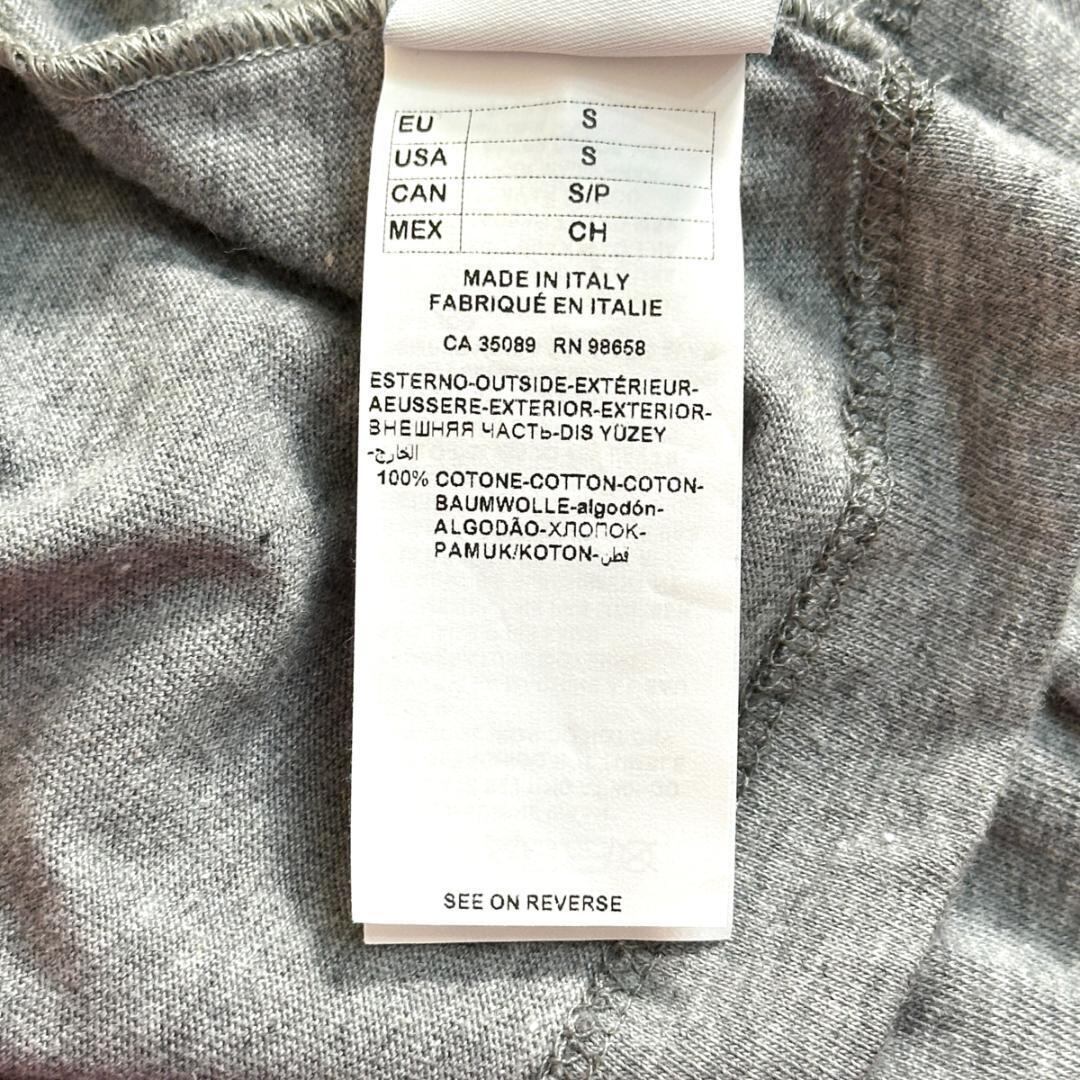 EU S
USA S
CAN S/P
MEX CH
MADE IN ITALY
FABRIQUÉ EN ITALIE
CA 35089 RN 98658
ESTERNO-OUTSIDE-EXTÉRIEUR-
AEUSSERE-EXTERIOR-EXTERIOR-
ВНЕШНЯЯ ЧАСТЬ-DIS YÜZEY
-الخارج
100% COTONE-COTTON-COTON-
BAUMWOLLE-algodón-
ALGODÃO-ХЛОПОК-
PAMUK/KOTON-قطن
SEE ON REVERSE